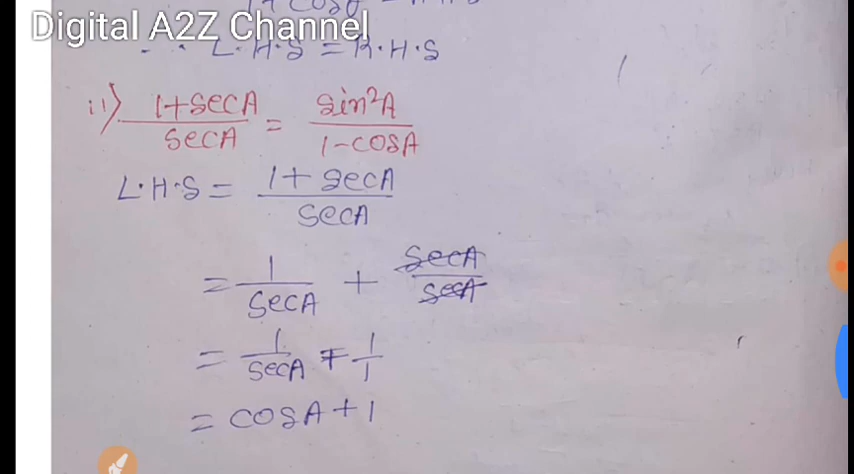 Digital A2Z Channel
∴ L.H.S = R.H.S
ii) (1+secA)/secA = sin²A/(1-cosA)
L.H.S = (1+secA)/secA
= 1/secA + secA/secA
= 1/secA + 1/1
= cosA+1